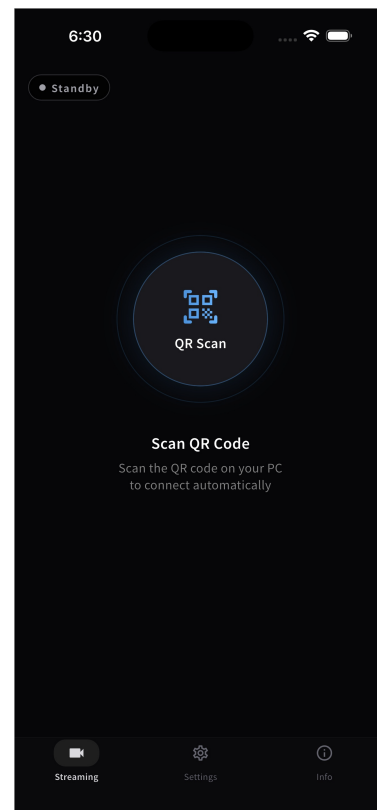 6:30
Standby
QR Scan
Scan QR Code
Scan the QR code on your PC
to connect automatically
Streaming
Settings
Info